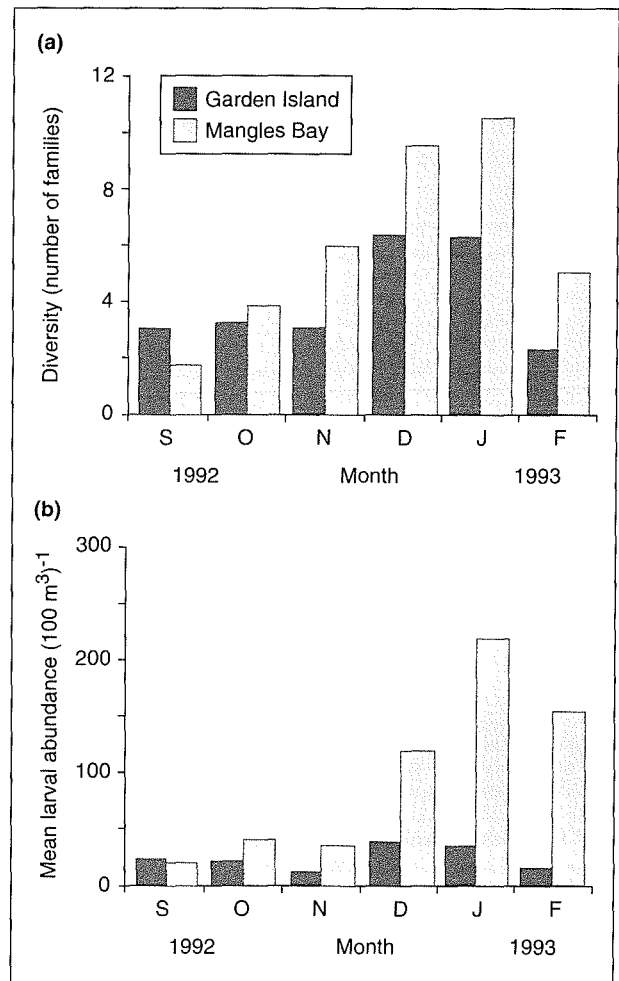 (a)
Diversity (number of families)
12
8
4
0
Garden Island
Mangles Bay
S O N D J F
1992 Month 1993
(b)
Mean larval abundance (100 m³)⁻¹
300
200
100
0
S O N D J F
1992 Month 1993